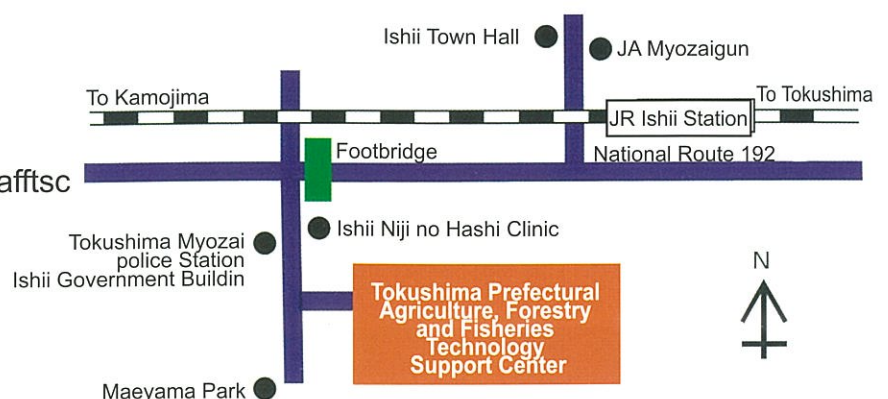 Ishii Town Hall
JA Myozaigun
To Kamojima
To Tokushima
JR Ishii Station
Footbridge
National Route 192
afftsc
Ishii Niji no Hashi Clinic
Tokushima Myozai
police Station
Ishii Government Buildin
Tokushima Prefectural
Agriculture, Forestry
and Fisheries
Technology
Support Center
N
Maeyama Park